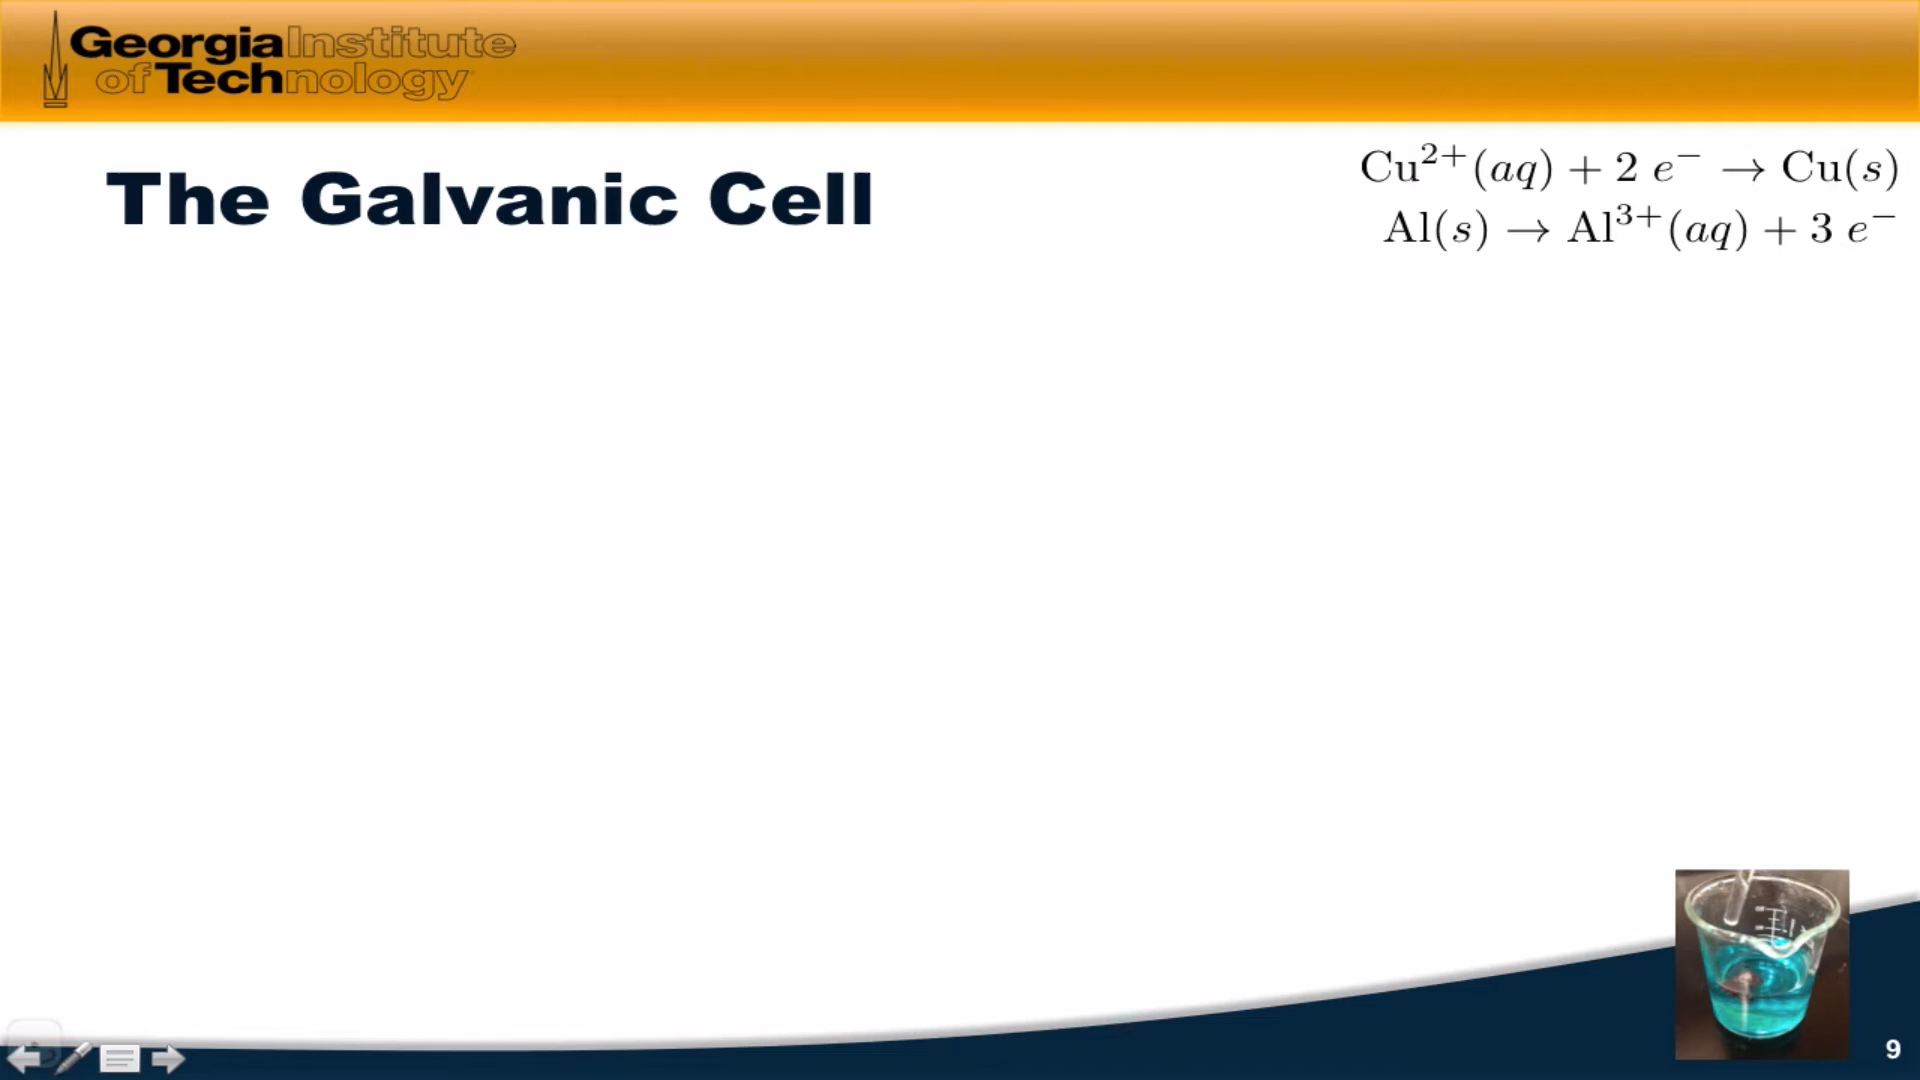 Georgia Institute
of Technology
The Galvanic Cell
Cu²⁺(aq) + 2 e⁻ → Cu(s)
Al(s) → Al³⁺(aq) + 3 e⁻
9